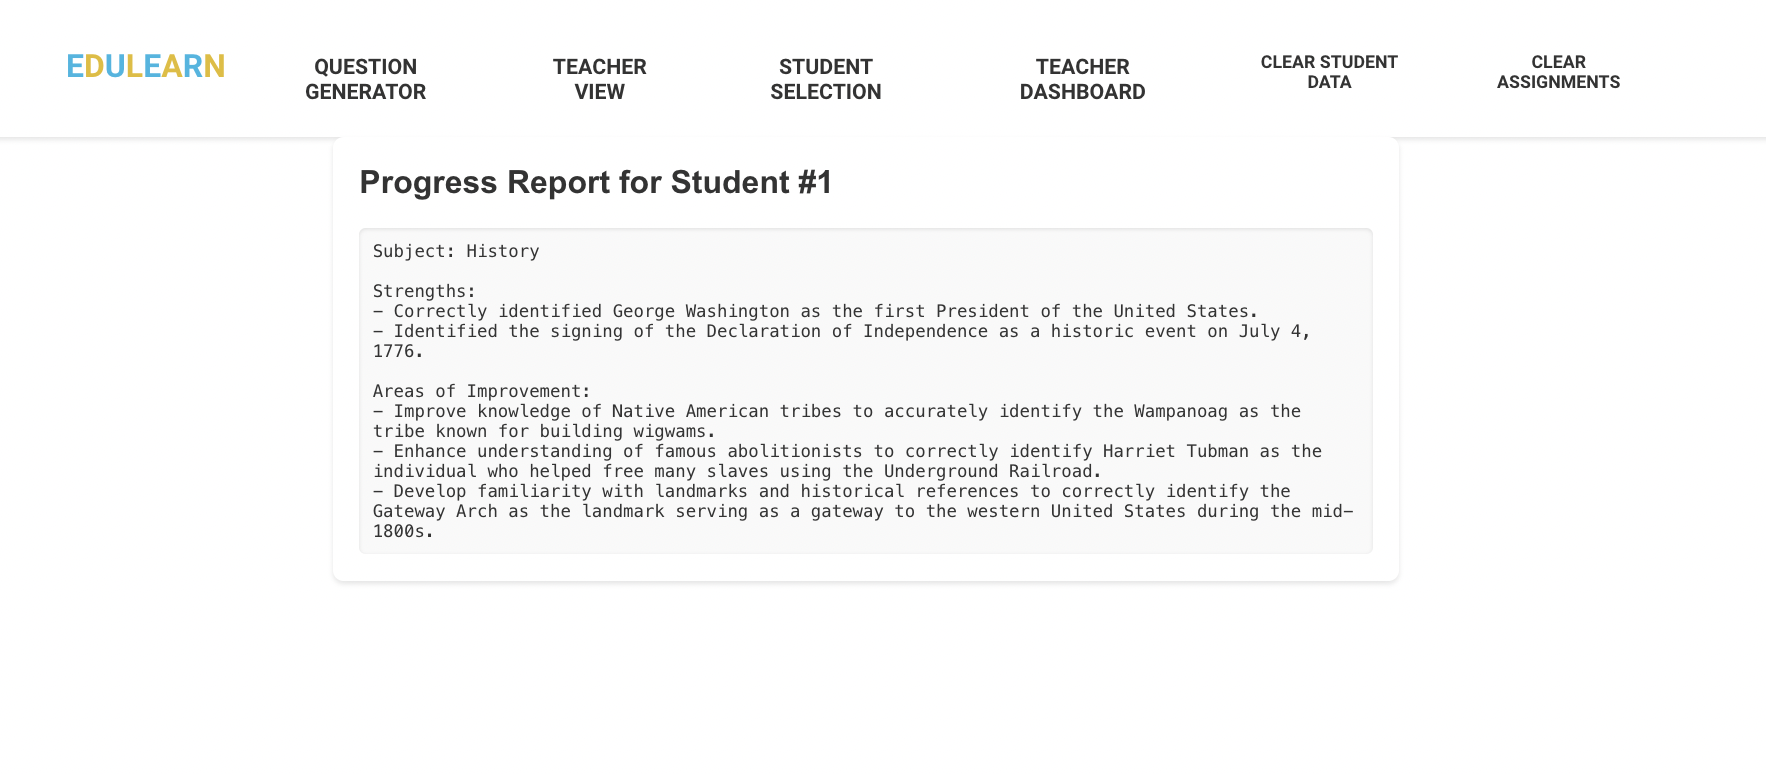 EDULEARN
QUESTION
GENERATOR
TEACHER
VIEW
STUDENT
SELECTION
TEACHER
DASHBOARD
CLEAR STUDENT
DATA
CLEAR
ASSIGNMENTS
Progress Report for Student #1
Subject: History
Strengths:
- Correctly identified George Washington as the first President of the United States.
- Identified the signing of the Declaration of Independence as a historic event on July 4,
1776.
Areas of Improvement:
- Improve knowledge of Native American tribes to accurately identify the Wampanoag as the
tribe known for building wigwams.
- Enhance understanding of famous abolitionists to correctly identify Harriet Tubman as the
individual who helped free many slaves using the Underground Railroad.
- Develop familiarity with landmarks and historical references to correctly identify the
Gateway Arch as the landmark serving as a gateway to the western United States during the mid-
1800s.